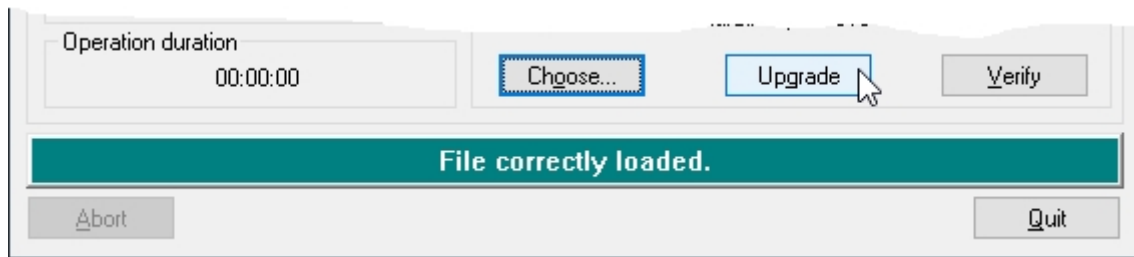 Operation duration
00:00:00
Choose...
Upgrade
Verify
File correctly loaded.
Abort
Quit